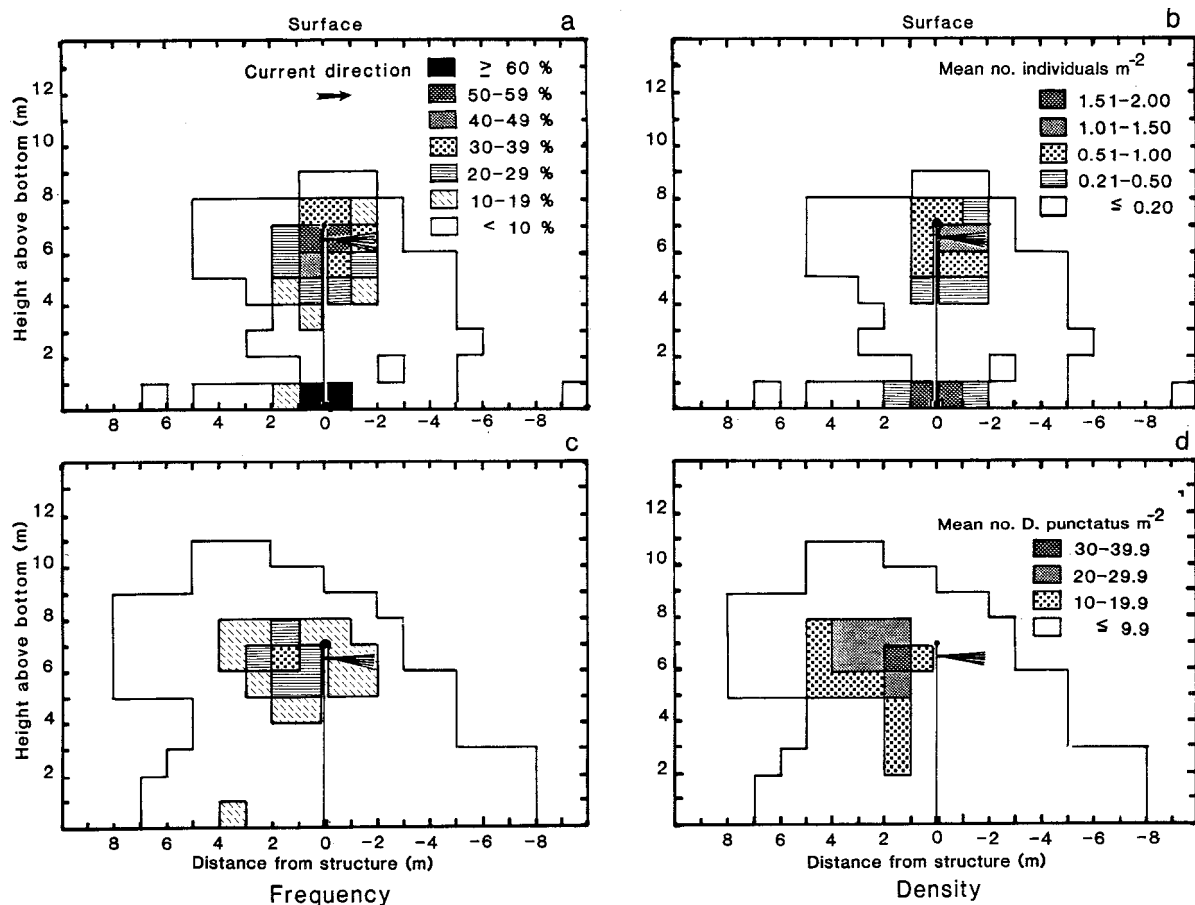 Surface
a
Current direction
≥ 60 %
50-59 %
40-49 %
30-39 %
20-29 %
10-19 %
< 10 %
Height above bottom (m)
12
10
8
6
4
2
8 6 4 2 0 -2 -4 -6 -8
Surface
b
Mean no. individuals m-2
1.51-2.00
1.01-1.50
0.51-1.00
0.21-0.50
≤ 0.20
12
10
8
6
4
2
8 6 4 2 0 -2 -4 -6 -8
c
Height above bottom (m)
12
10
8
6
4
2
8 6 4 2 0 -2 -4 -6 -8
Distance from structure (m)
Frequency
d
Mean no. D. punctatus m-2
30-39.9
20-29.9
10-19.9
≤ 9.9
12
10
8
6
4
2
8 6 4 2 0 -2 -4 -6 -8
Distance from structure (m)
Density